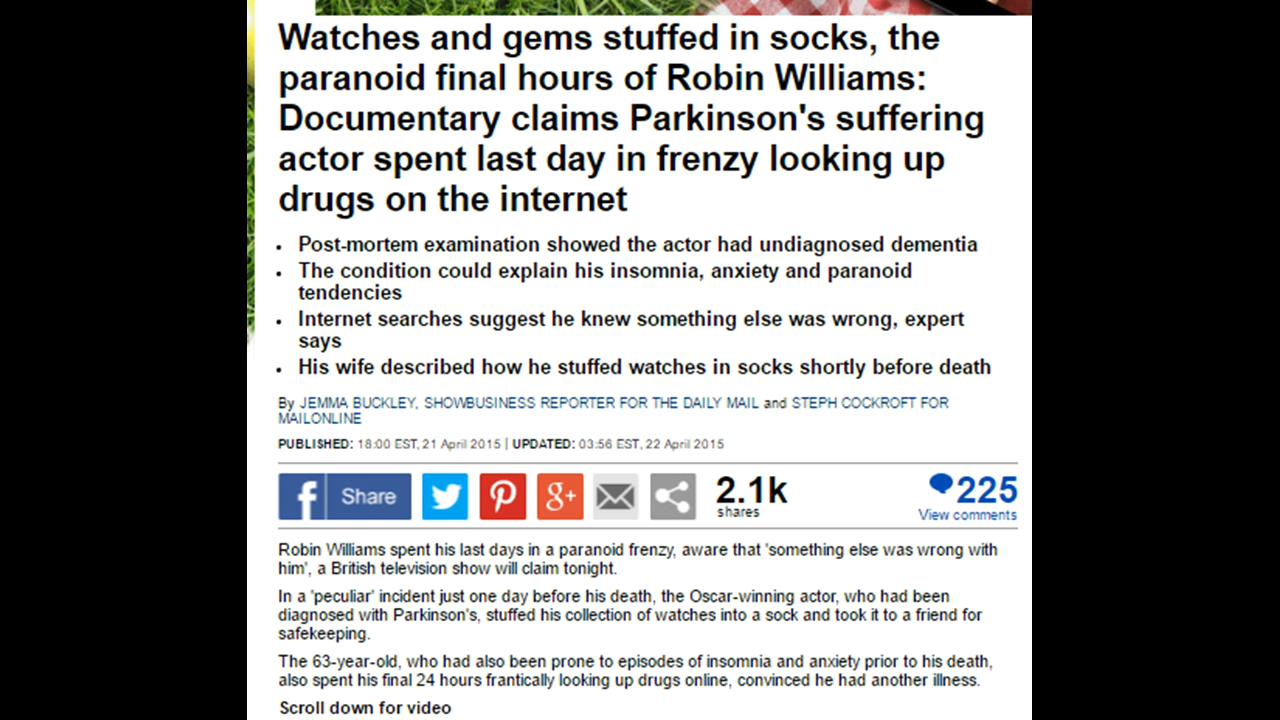 Watches and gems stuffed in socks, the
paranoid final hours of Robin Williams:
Documentary claims Parkinson's suffering
actor spent last day in frenzy looking up
drugs on the internet
• Post-mortem examination showed the actor had undiagnosed dementia
• The condition could explain his insomnia, anxiety and paranoid
tendencies
• Internet searches suggest he knew something else was wrong, expert
says
• His wife described how he stuffed watches in socks shortly before death
By JEMMA BUCKLEY, SHOWBUSINESS REPORTER FOR THE DAILY MAIL and STEPH COCKROFT FOR
MAILONLINE
PUBLISHED: 18:00 EST, 21 April 2015 | UPDATED: 03:56 EST, 22 April 2015
f Share g+ 2.1k 225
shares View comments
Robin Williams spent his last days in a paranoid frenzy, aware that 'something else was wrong with
him', a British television show will claim tonight.
In a 'peculiar' incident just one day before his death, the Oscar-winning actor, who had been
diagnosed with Parkinson's, stuffed his collection of watches into a sock and took it to a friend for
safekeeping.
The 63-year-old, who had also been prone to episodes of insomnia and anxiety prior to his death,
also spent his final 24 hours frantically looking up drugs online, convinced he had another illness.
Scroll down for video